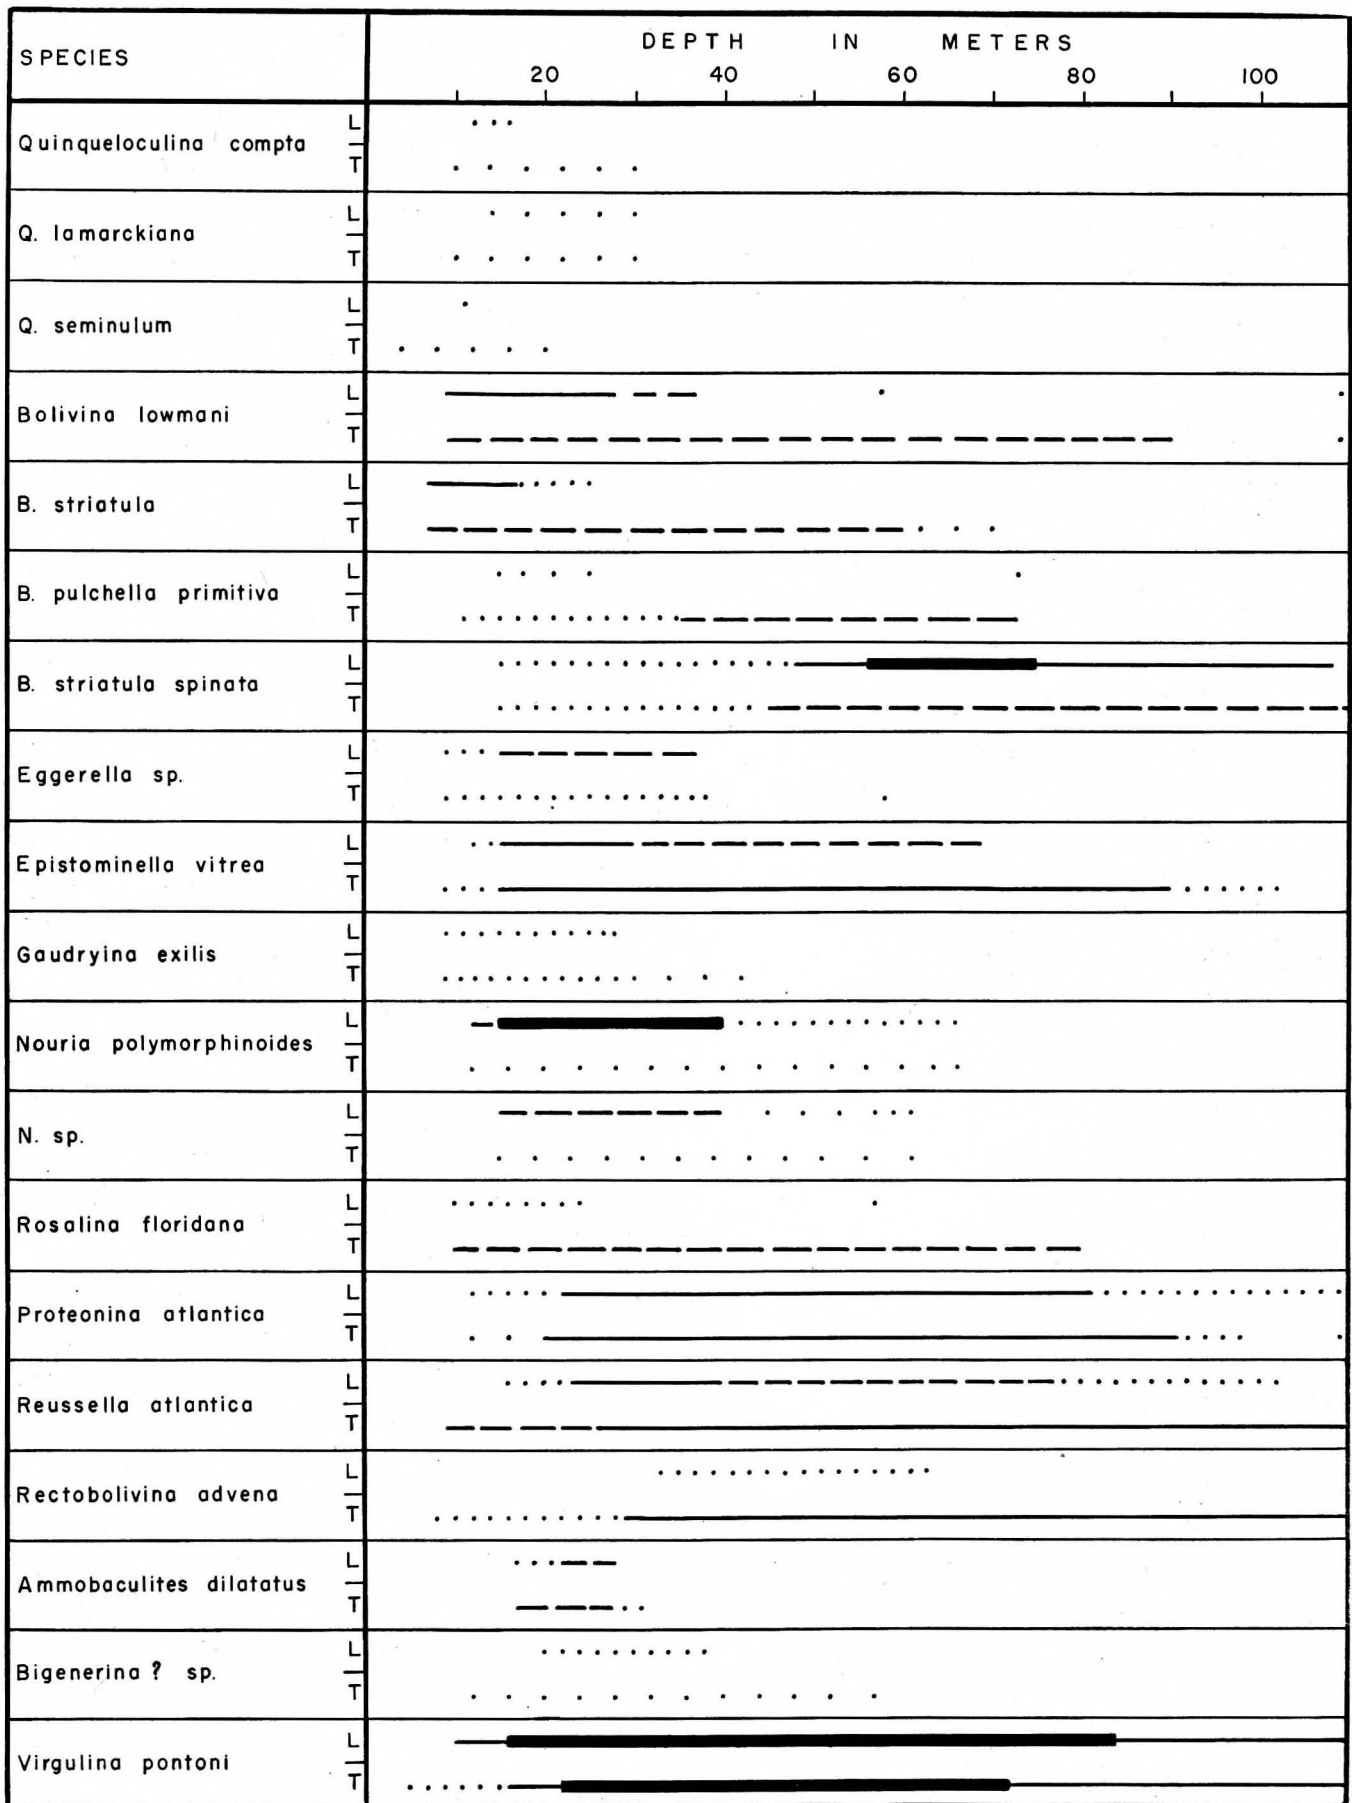 SPECIES
DEPTH IN METERS
20 40 60 80 100
Quinqueloculina compta
L
T
Q. lamarckiana
L
T
Q. seminulum
L
T
Bolivina lowmani
L
T
B. striatula
L
T
B. pulchella primitiva
L
T
B. striatula spinata
L
T
Eggerella sp.
L
T
Epistominella vitrea
L
T
Gaudryina exilis
L
T
Nouria polymorphinoides
L
T
N. sp.
L
T
Rosalina floridana
L
T
Proteonina atlantica
L
T
Reussella atlantica
L
T
Rectobolivina advena
L
T
Ammobaculites dilatatus
L
T
Bigenerina ? sp.
L
T
Virgulina pontoni
L
T